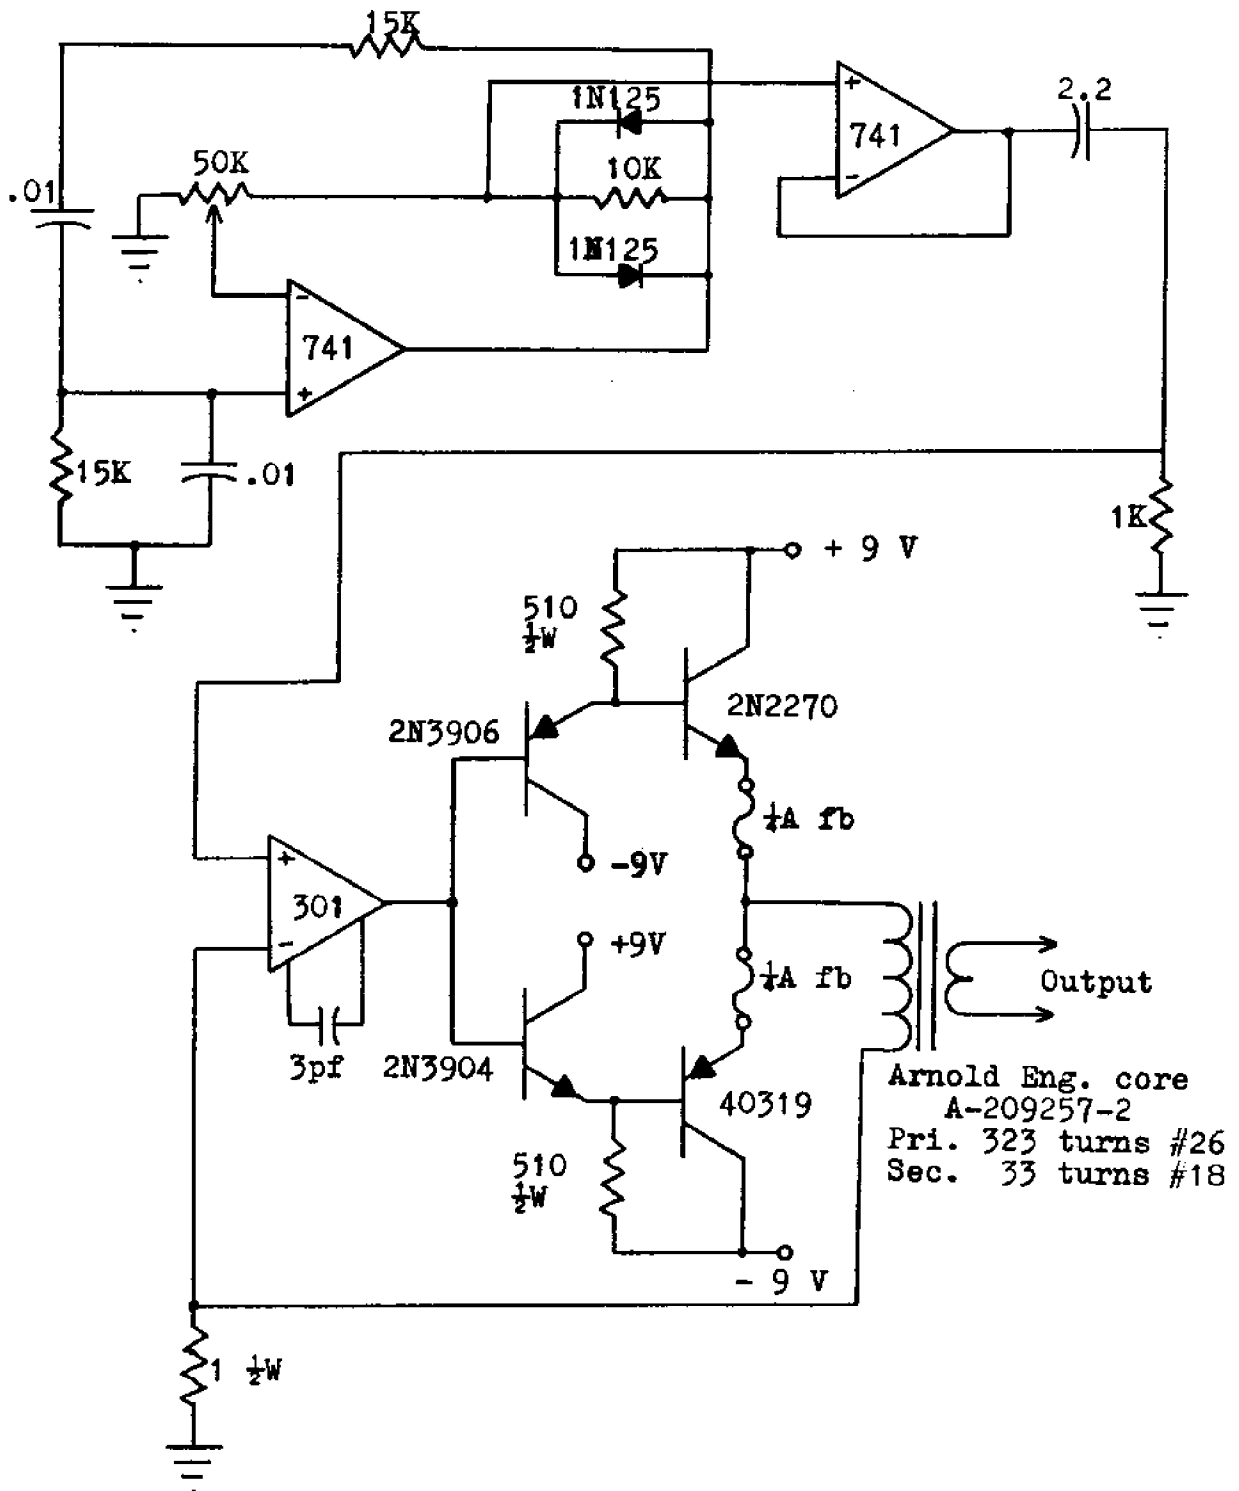 15K
1N125
2.2
+
741
-
50K
10K
.01
1N125
-
741
+
15K
.01
1K
+ 9 V
510
½W
2N2270
2N3906
¼A fb
-9V
+
301
-
+9V
¼A fb
Output
3pf
2N3904
Arnold Eng. core
A-209257-2
Pri. 323 turns #26
Sec. 33 turns #18
40319
510
½W
- 9 V
1 ½W